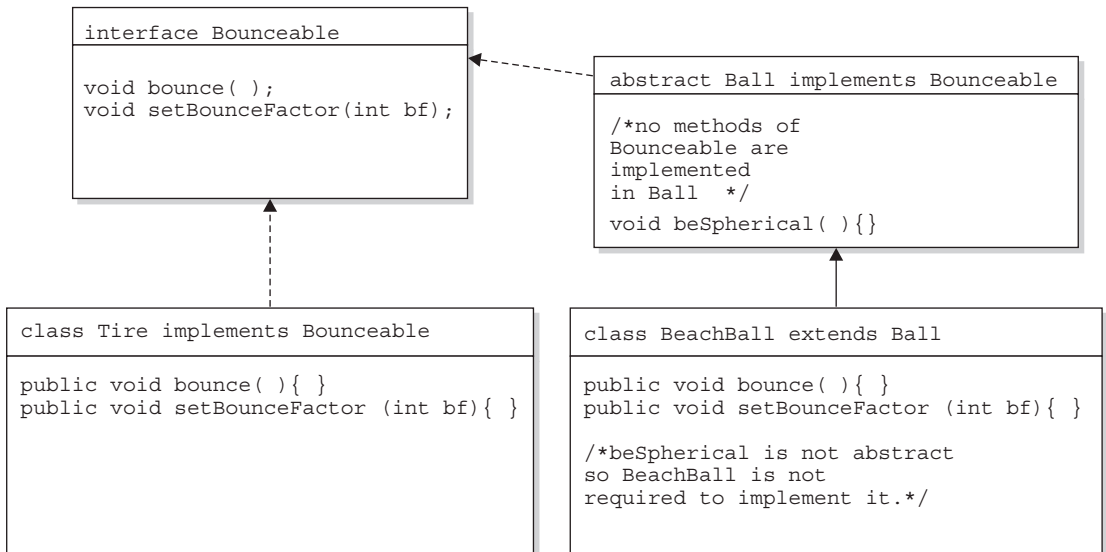 interface Bounceable
void bounce( );
void setBounceFactor(int bf);
abstract Ball implements Bounceable
/*no methods of
Bounceable are
implemented
in Ball  */
void beSpherical( ){}
class Tire implements Bounceable
public void bounce( ){ }
public void setBounceFactor (int bf){ }
class BeachBall extends Ball
public void bounce( ){ }
public void setBounceFactor (int bf){ }
/*beSpherical is not abstract
so BeachBall is not
required to implement it.*/